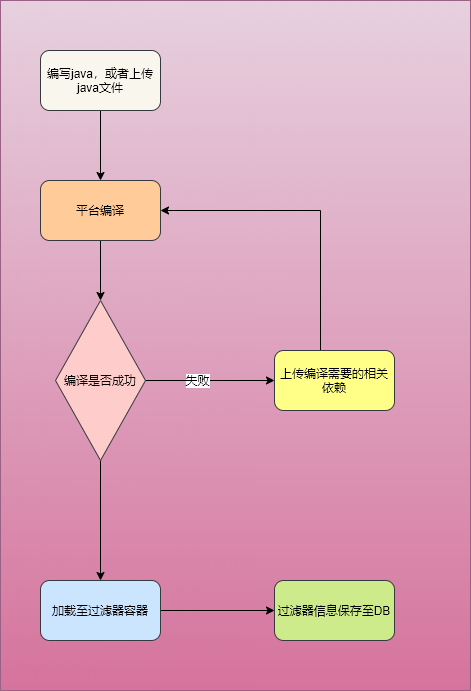 编写java，或者上传
java文件
平台编译
编译是否成功
失败
上传编译需要的相关
依赖
加载至过滤器容器
过滤器信息保存至DB